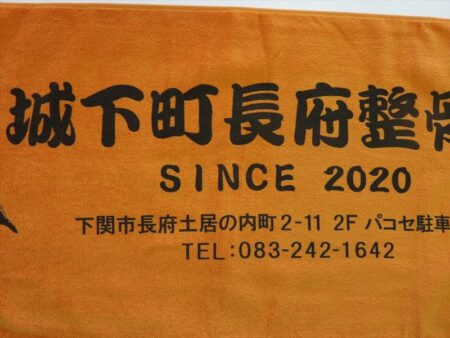 城下町長府整骨
SINCE 2020
下関市長府土居の内町2-11 2F パコセ駐車
TEL:083-242-1642